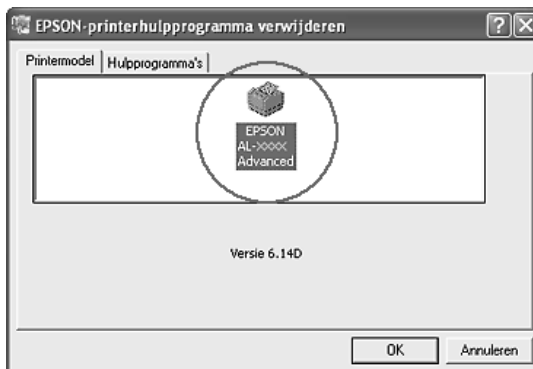 EPSON-printerhulpprogramma verwijderen
Printermodel Hulpprogramma's
EPSON
AL-XXXX
Advanced
Versie 6.14D
OK Annuleren